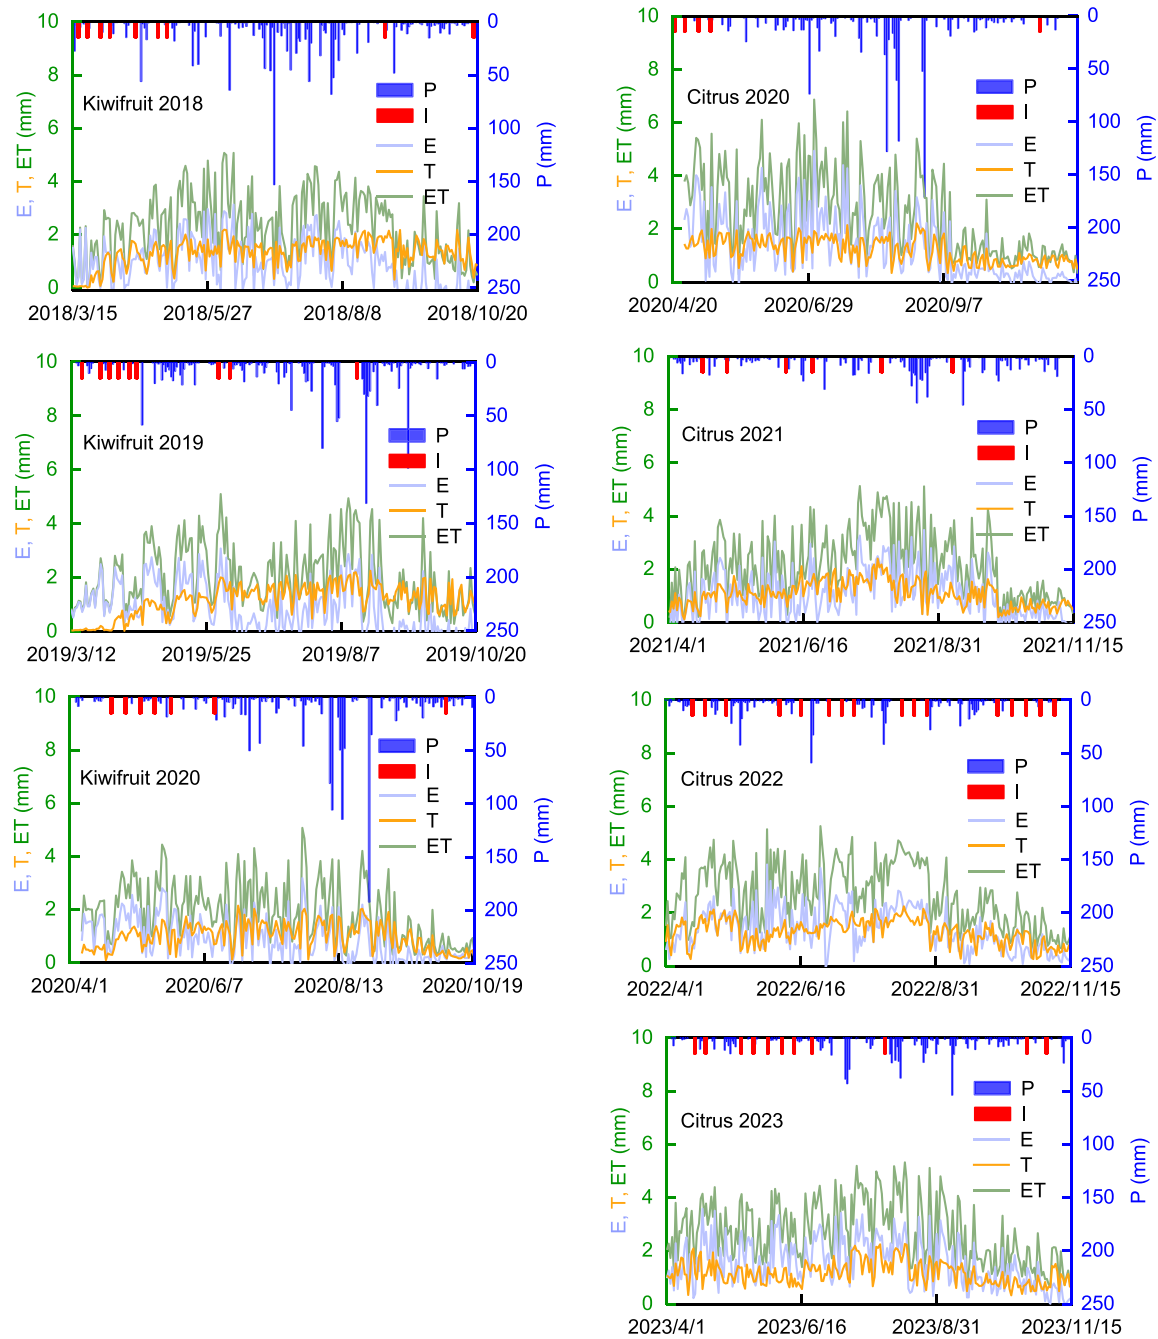 10
8
6
4
2
0
E, T, ET (mm)
Kiwifruit 2018
P
I
E
T
ET
0
50
100
150
200
250
P (mm)
2018/3/15
2018/5/27
2018/8/8
2018/10/20
10
8
6
4
2
0
Citrus 2020
P
I
E
T
ET
0
50
100
150
200
250
P (mm)
E, T, ET (mm)
2020/4/20
2020/6/29
2020/9/7
10
8
6
4
2
0
E, T, ET (mm)
Kiwifruit 2019
P
I
E
T
ET
0
50
100
150
200
250
P (mm)
2019/3/12
2019/5/25
2019/8/7
2019/10/20
10
8
6
4
2
0
E, T, ET (mm)
Citrus 2021
P
I
E
T
ET
0
50
100
150
200
250
P (mm)
2021/4/1
2021/6/16
2021/8/31
2021/11/15
10
8
6
4
2
0
E, T, ET (mm)
Kiwifruit 2020
P
I
E
T
ET
0
50
100
150
200
250
P (mm)
2020/4/1
2020/6/7
2020/8/13
2020/10/19
10
8
6
4
2
0
E, T, ET (mm)
Citrus 2022
P
I
E
T
ET
0
50
100
150
200
250
P (mm)
2022/4/1
2022/6/16
2022/8/31
2022/11/15
10
8
6
4
2
0
E, T, ET (mm)
Citrus 2023
P
I
E
T
ET
0
50
100
150
200
250
P (mm)
2023/4/1
2023/6/16
2023/8/31
2023/11/15